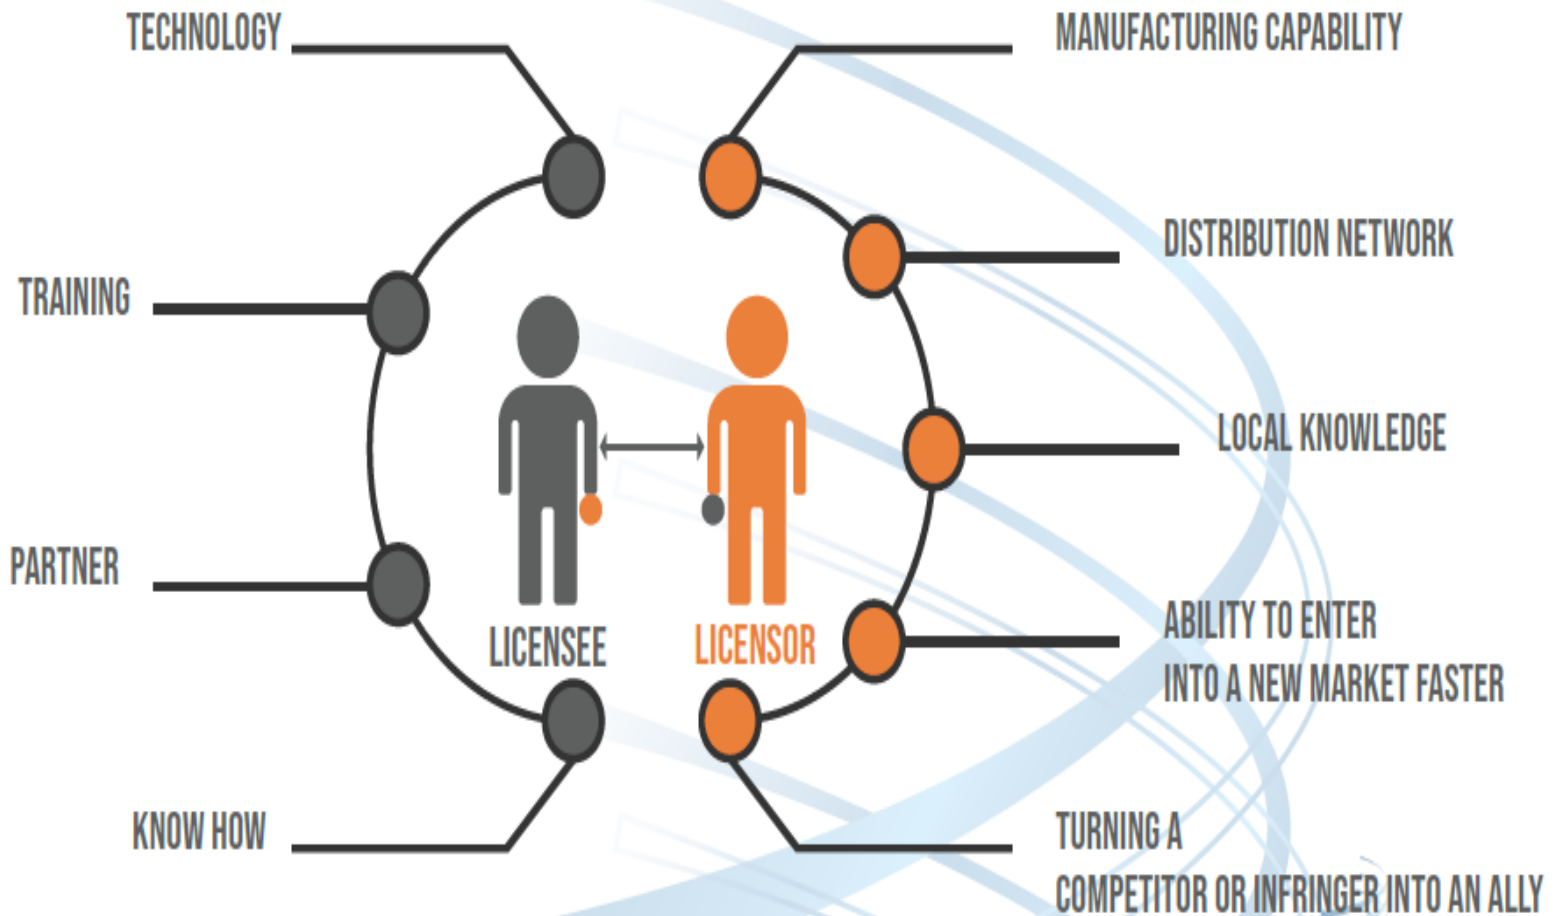 TECHNOLOGY
MANUFACTURING CAPABILITY
DISTRIBUTION NETWORK
TRAINING
LOCAL KNOWLEDGE
PARTNER
LICENSEE
LICENSOR
ABILITY TO ENTER
INTO A NEW MARKET FASTER
KNOW HOW
TURNING A
COMPETITOR OR INFRINGER INTO AN ALLY